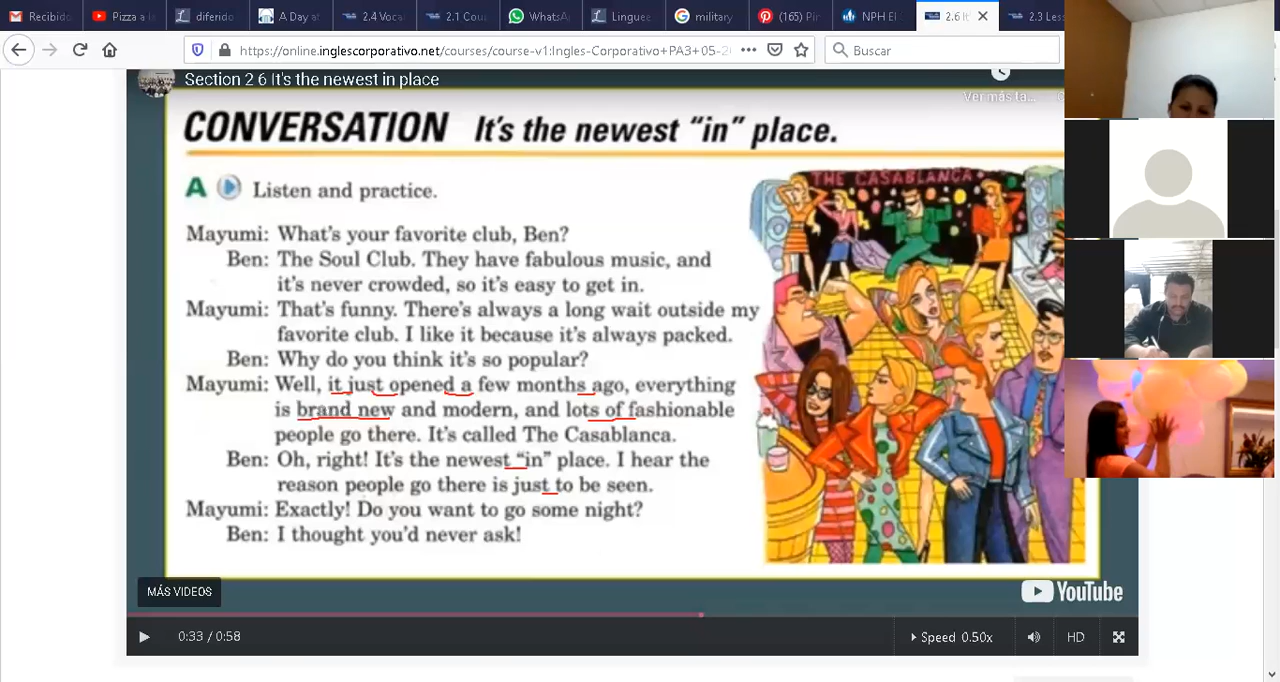 Recibido
Pizza a l
diferido
A Day at
2.4 Voca
2.1 Cou
WhatsA
Linguee
military
(165) Pi
NPH El
2.6 It
2.3 Less
https://online.inglescorporativo.net/courses/course-v1:Ingles-Corporativo+PA3+05-2
Buscar
Section 2 6 It's the newest in place
Ver más ta...
CONVERSATION It's the newest "in" place.
A Listen and practice.
THE CASABLANCA
Mayumi: What's your favorite club, Ben?
Ben: The Soul Club. They have fabulous music, and
it's never crowded, so it's easy to get in.
Mayumi: That's funny. There's always a long wait outside my
favorite club. I like it because it's always packed.
Ben: Why do you think it's so popular?
Mayumi: Well, it just opened a few months ago, everything
is brand new and modern, and lots of fashionable
people go there. It's called The Casablanca.
Ben: Oh, right! It's the newest "in" place. I hear the
reason people go there is just to be seen.
Mayumi: Exactly! Do you want to go some night?
Ben: I thought you'd never ask!
MÁS VIDEOS
YouTube
0:33 / 0:58
Speed 0.50x
HD